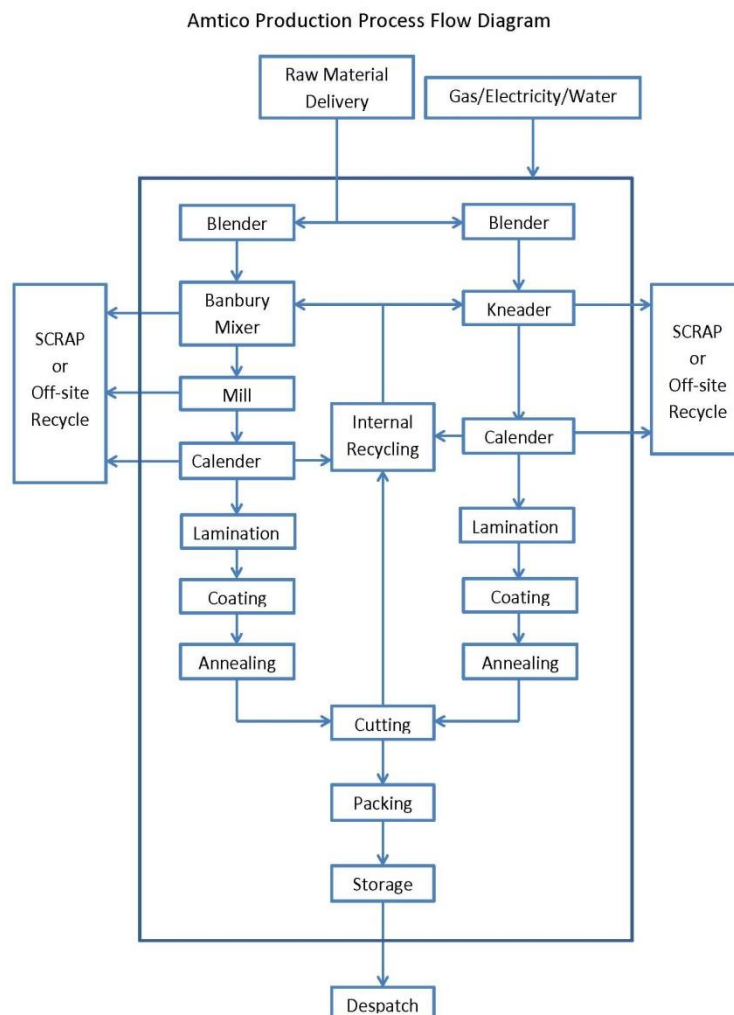 Amtico Production Process Flow Diagram
Raw Material
Delivery
Gas/Electricity/Water
Blender
Blender
Banbury
Mixer
Kneader
SCRAP
or
Off-site
Recycle
SCRAP
or
Off-site
Recycle
Mill
Internal
Recycling
Calender
Calender
Lamination
Lamination
Coating
Coating
Annealing
Annealing
Cutting
Packing
Storage
Despatch